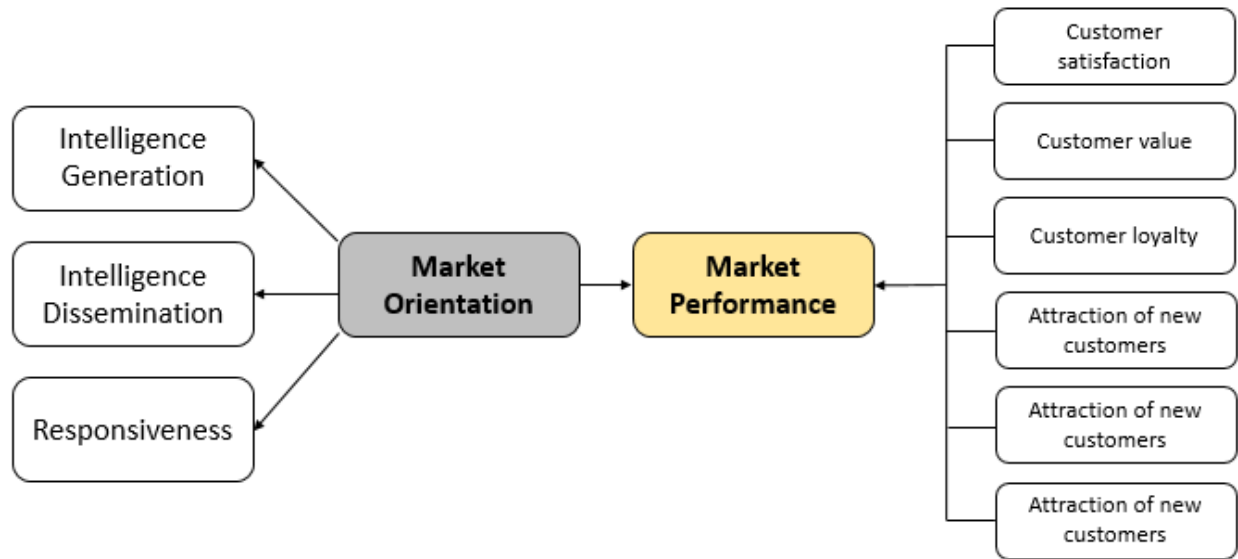 Intelligence
Generation
Intelligence
Dissemination
Responsiveness
Market
Orientation
Market
Performance
Customer
satisfaction
Customer value
Customer loyalty
Attraction of new
customers
Attraction of new
customers
Attraction of new
customers